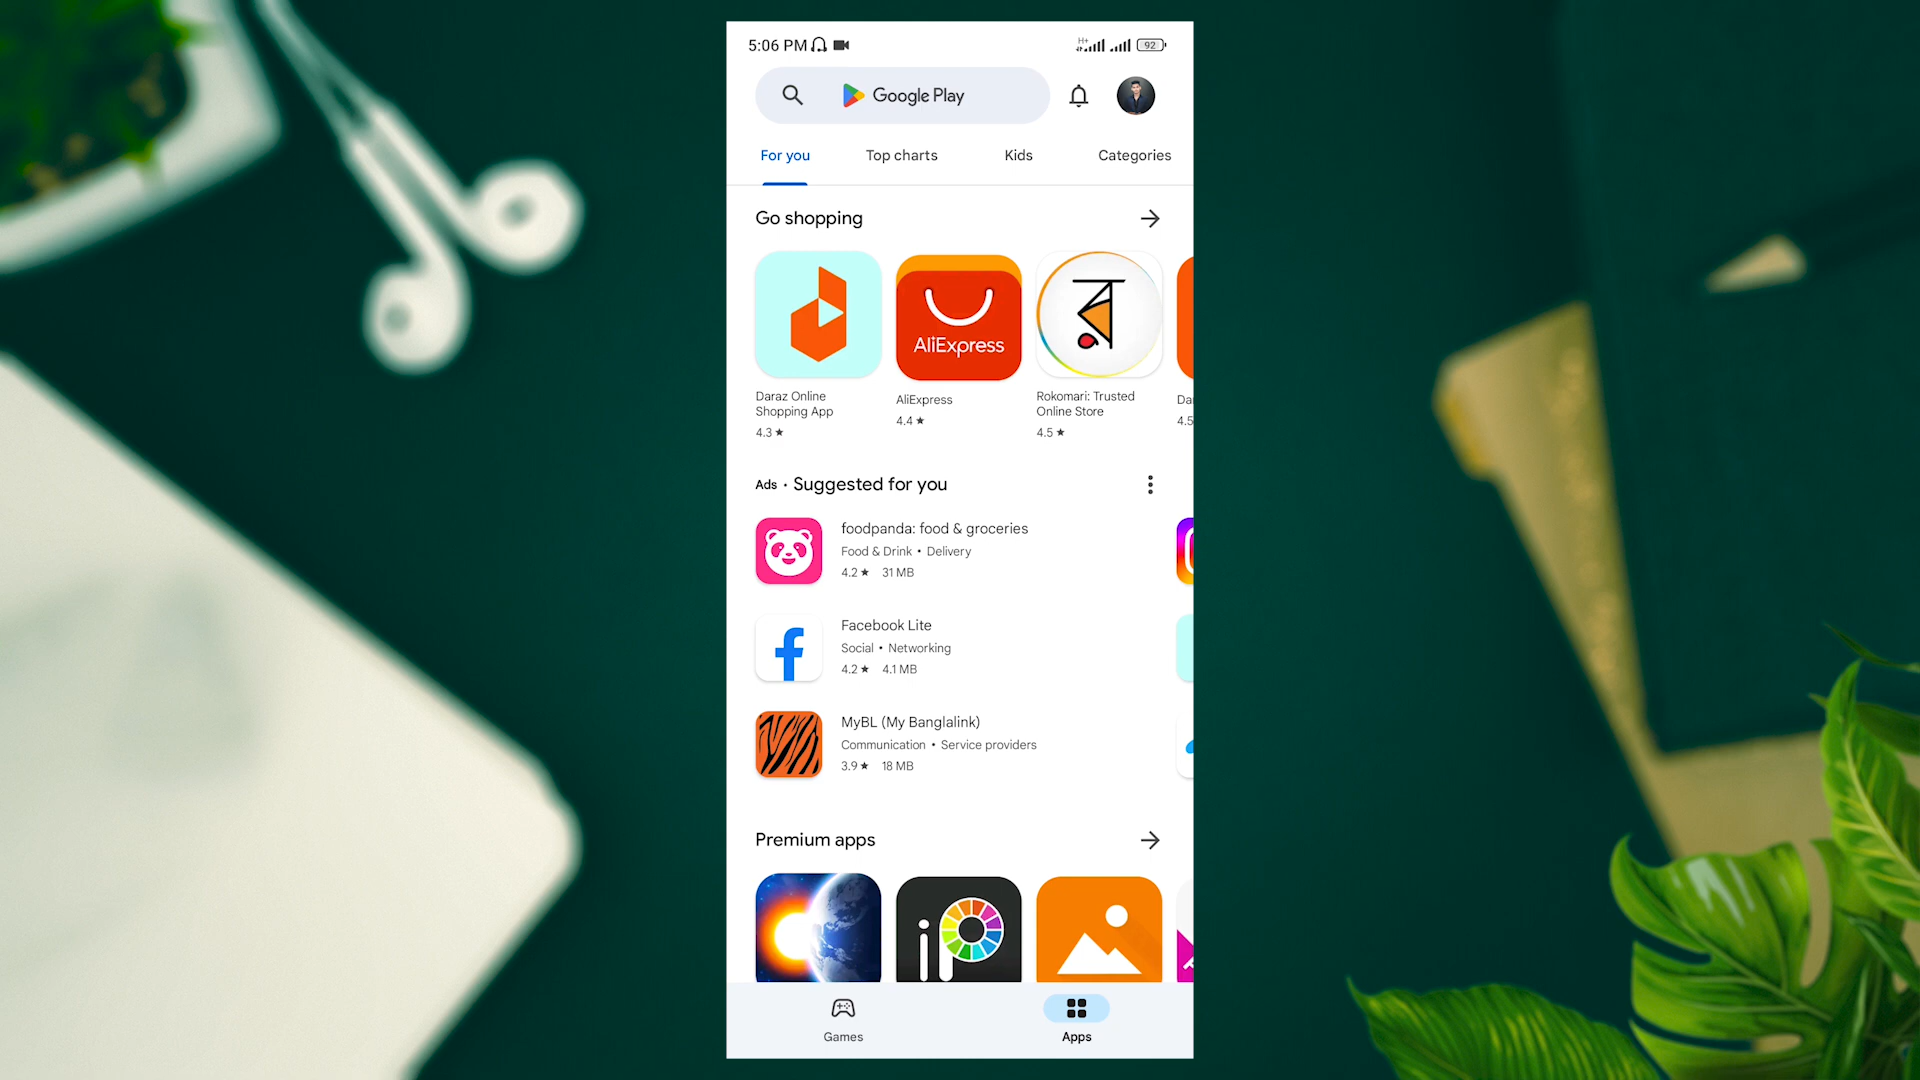 5:06 PM
H+
92
Google Play
For you
Top charts
Kids
Categories
Go shopping
AliExpress
র
Daraz Online
Shopping App
4.3 ★
AliExpress
4.4 ★
Rokomari: Trusted
Online Store
4.5 ★
4.5
Ads • Suggested for you
foodpanda: food & groceries
Food & Drink • Delivery
4.2 ★ 31 MB
Facebook Lite
Social • Networking
4.2 ★ 4.1 MB
MyBL (My Banglalink)
Communication • Service providers
3.9 ★ 18 MB
Premium apps
iP
Games
Apps